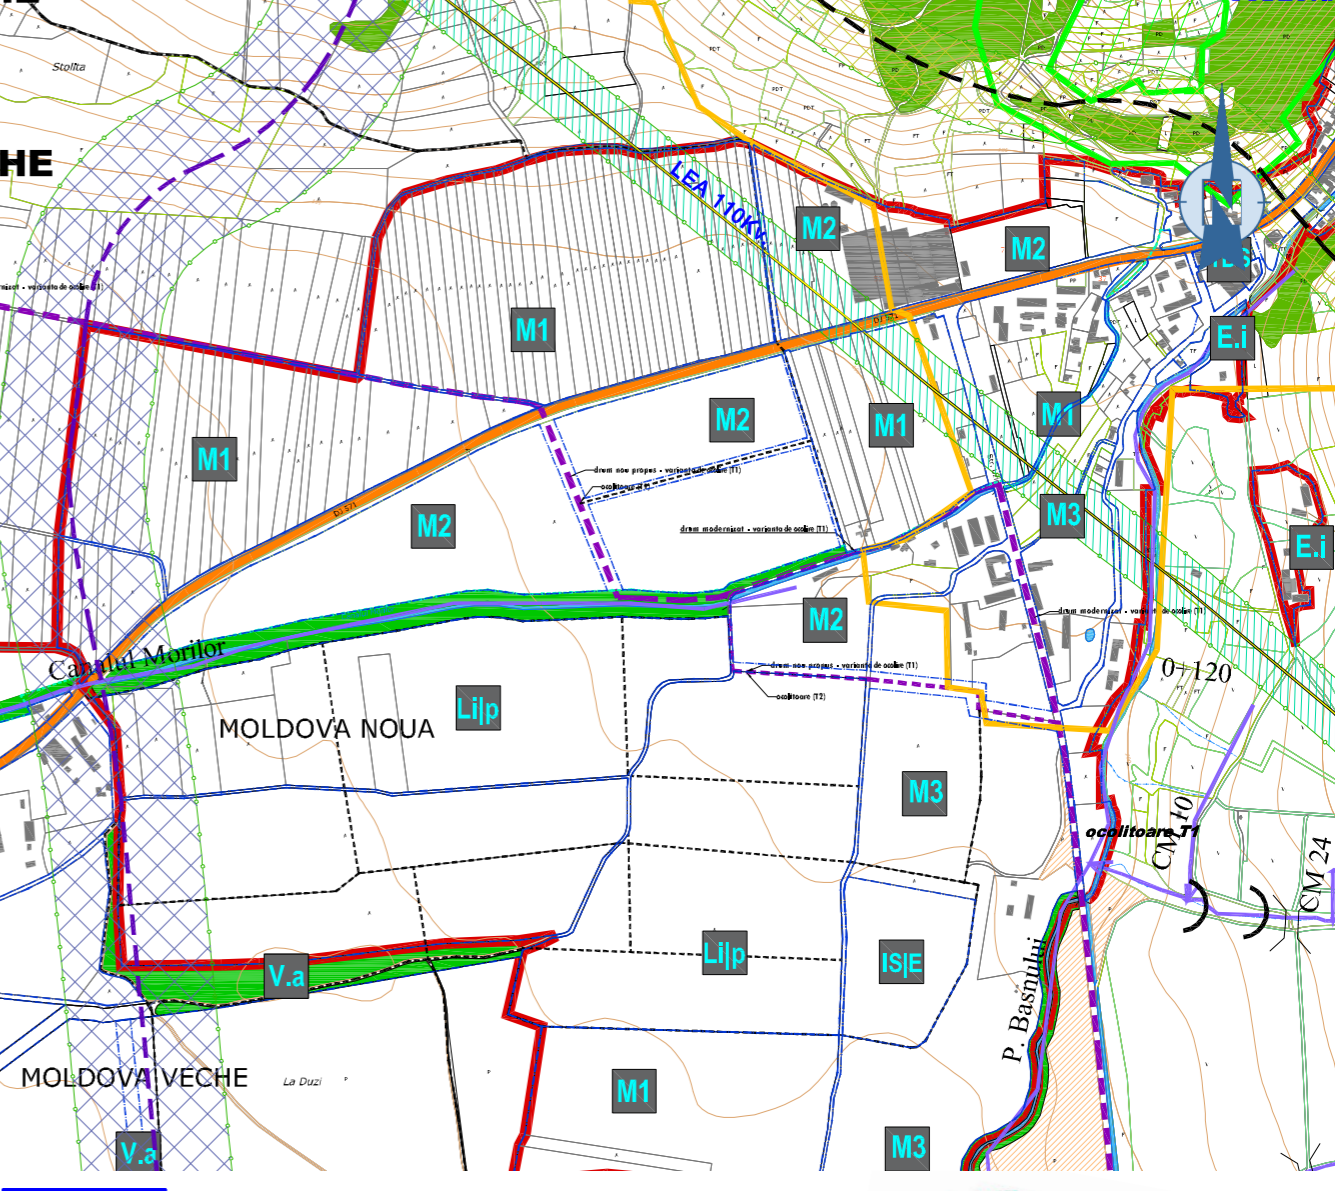 Stolita
HE
LEA 110Kv.
M2
M2
M1
DJ 571
E.i
M1
M2
M1
M1
M2
DJ 571
drum nou propus - varianta de ocolire (T1)
ocolitoare (T2)
drum modernizat - varianta de ocolire (T1)
M3
E.i
drum modernizat - varianta de ocolire (T1)
M2
Canalul Morilor
drum nou propus - varianta de ocolire (T1)
ocolitoare (T2)
0+120
Li|p
MOLDOVA NOUA
M3
ocolitoare T1
CM 10
CM 24
Li|p
IS|E
V.a
P. Basnului
MOLDOVA VECHE
La Duzi
M1
M3
V.a